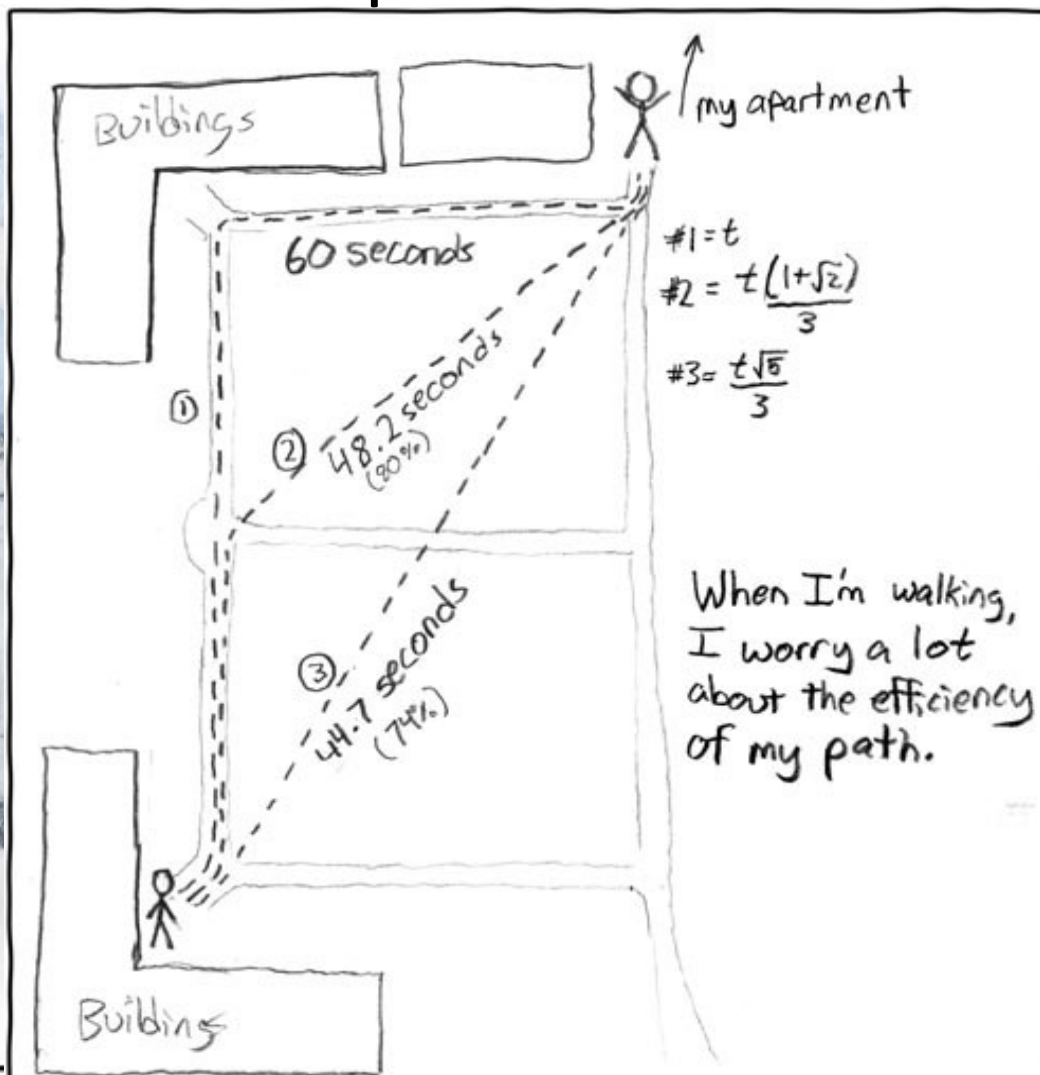 Buildings
my apartment
60 seconds
#1 = t
#2 = t(1+√2)/3
#3 = t√5/3
①
②
48.2 seconds
(80%)
③
44.7 seconds
(74%)
When I'm walking,
I worry a lot
about the efficiency
of my path.
Buildings